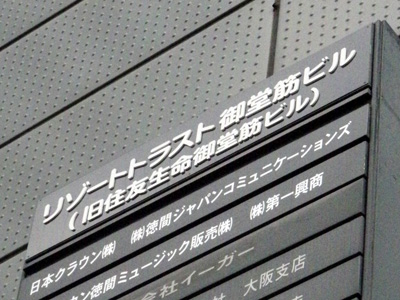 リゾートトラスト御堂筋ビル
(旧住友生命御堂筋ビル)
日本クラウン㈱ ㈱徳間ジャパンコミュニケーションズ
ウン徳間ミュージック販売㈱ ㈱第一興商
会社イーガー
大阪支店
店